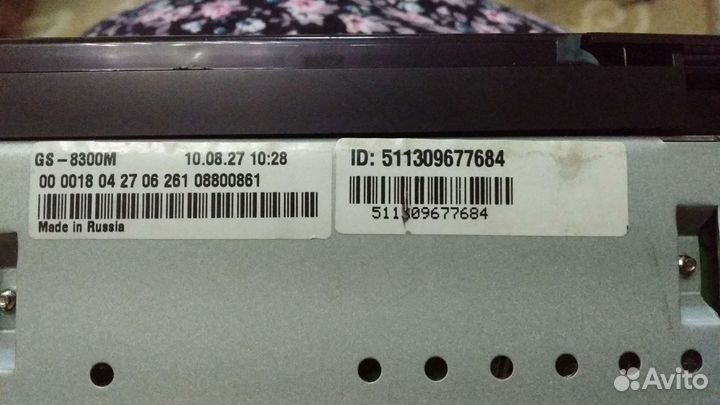 GS-8300M 10.08.27 10:28
00 0018 04 27 06 261 08800861
Made in Russia
ID: 511309677684
511309677684
Avito